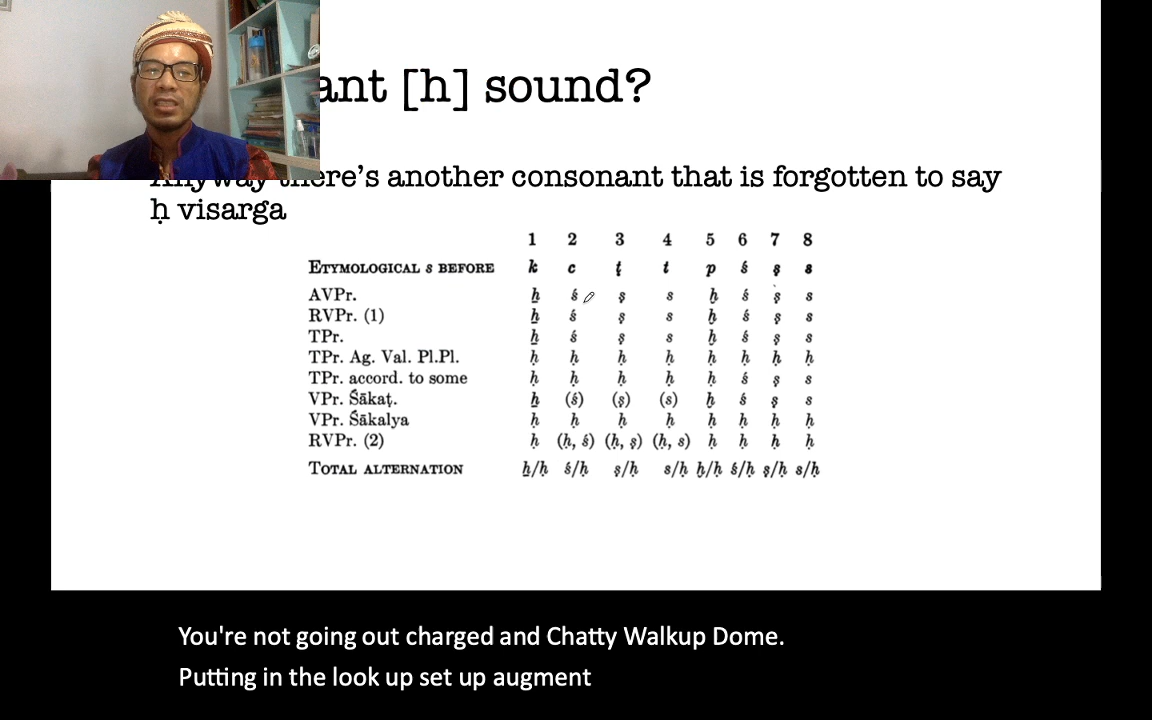 ant [h] sound?
Anyway there’s another consonant that is forgotten to say
ḥ visarga
1 2 3 4 5 6 7 8
ETYMOLOGICAL s BEFORE k c ṭ t p ś ṣ s
AVPr. ẖ ś ṣ s ḫ ś ṣ s
RVPr. (1) ẖ ś ṣ s ḫ ś ṣ s
TPr. ẖ ś ṣ s ḫ ś ṣ s
TPr. Ag. Val. Pl.Pl. ḥ ḥ ḥ ḥ ḥ ḥ ḥ ḥ
TPr. accord. to some ḥ ḥ ḥ ḥ ḥ ś ṣ s
VPr. Śākaṭ. ẖ (ś) (ṣ) (s) ḫ ś ṣ s
VPr. Śākalya ḥ ḥ ḥ ḥ ḥ ḥ ḥ ḥ
RVPr. (2) ḥ (ḥ, ś) (ḥ, ṣ) (ḥ, s) ḥ ḥ ḥ ḥ
TOTAL ALTERNATION ẖ/ḥ ś/ḥ ṣ/ḥ s/ḥ ḫ/ḥ ś/ḥ ṣ/ḥ s/ḥ
You're not going out charged and Chatty Walkup Dome.
Putting in the look up set up augment